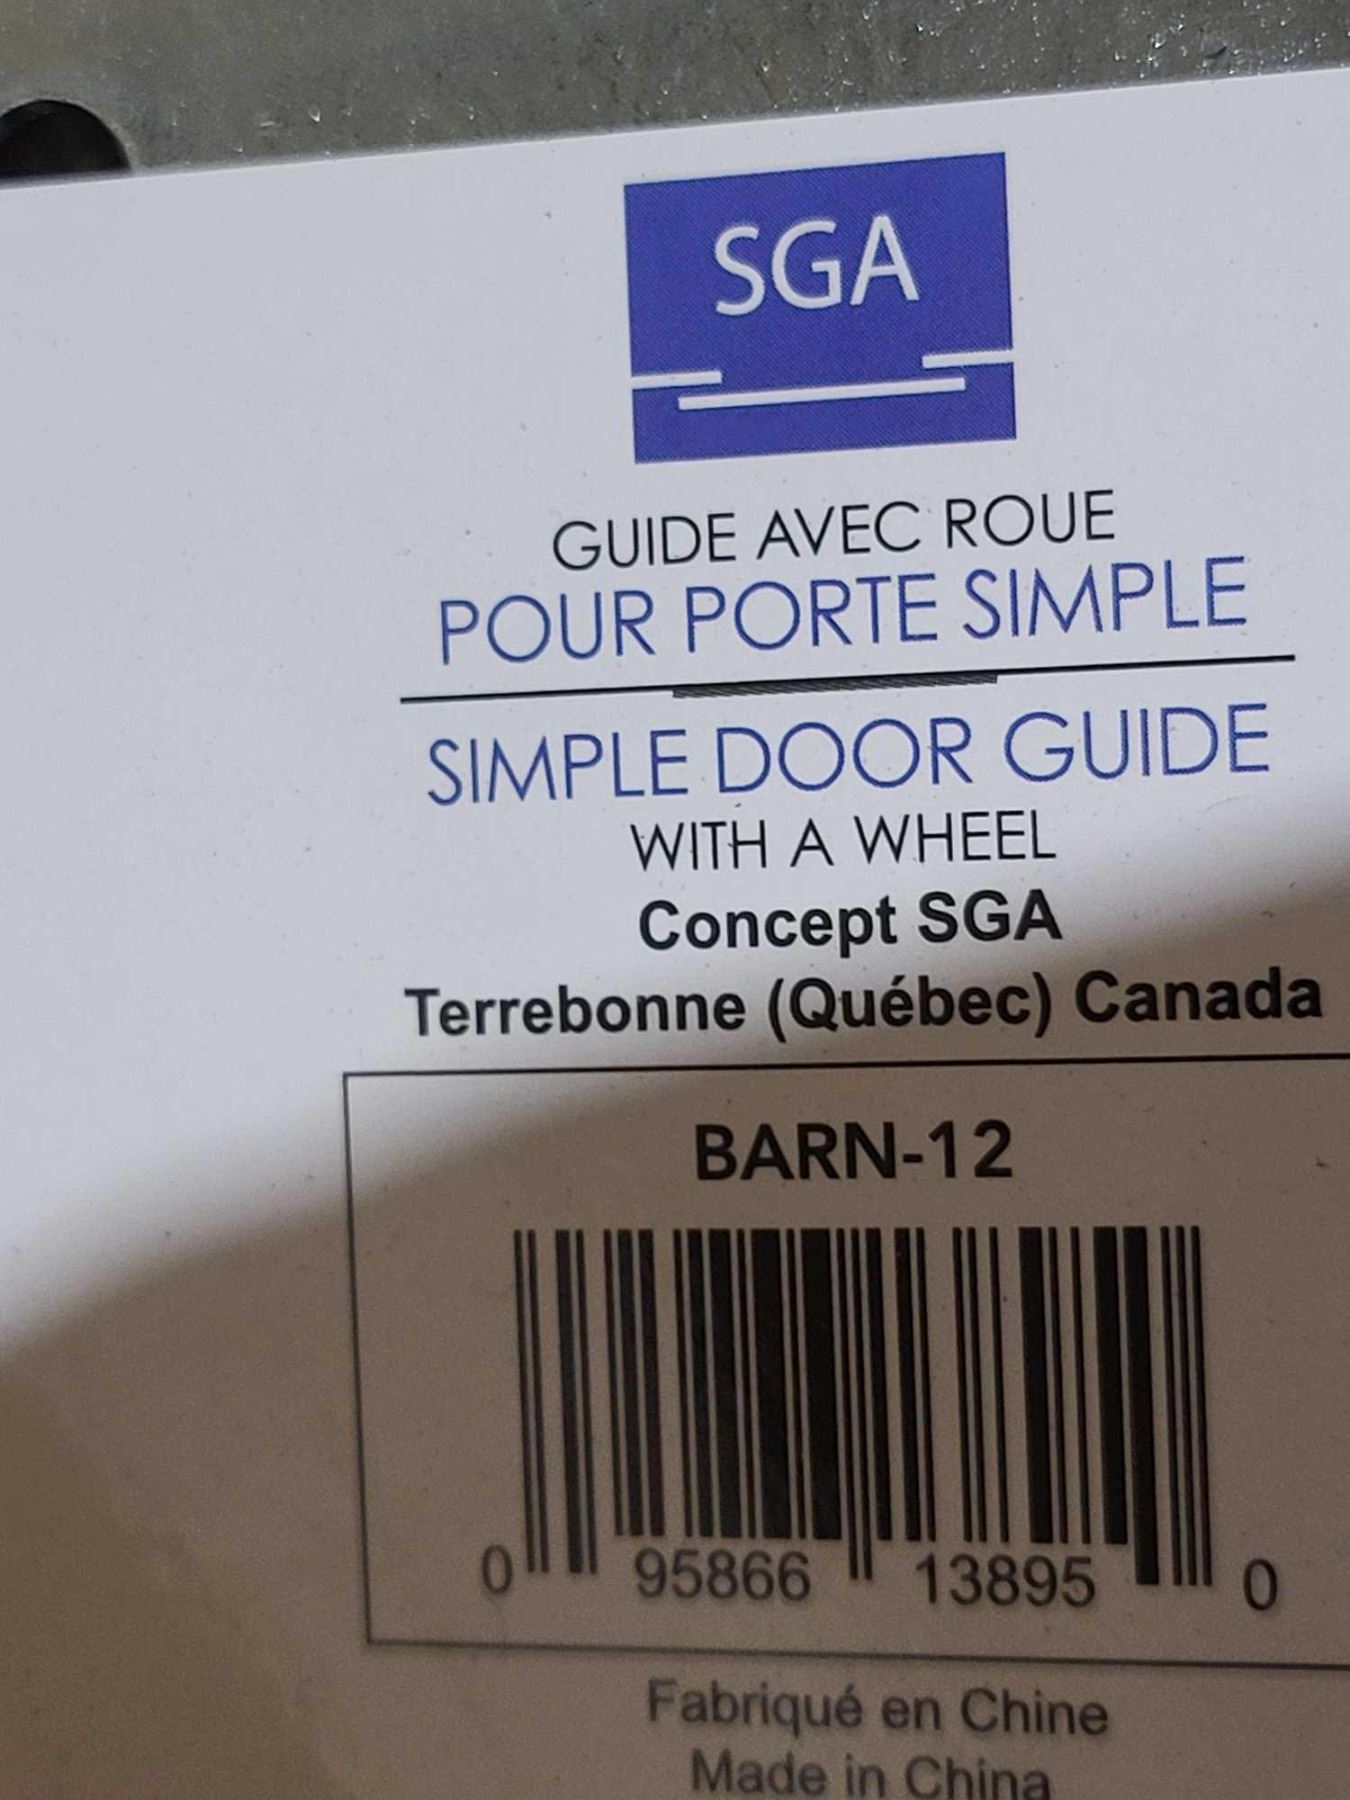 SGA
GUIDE AVEC ROUE
POUR PORTE SIMPLE
SIMPLE DOOR GUIDE
WITH A WHEEL
Concept SGA
Terrebonne (Québec) Canada
BARN-12
0 95866 13895 0
Fabriqué en Chine
Made in China